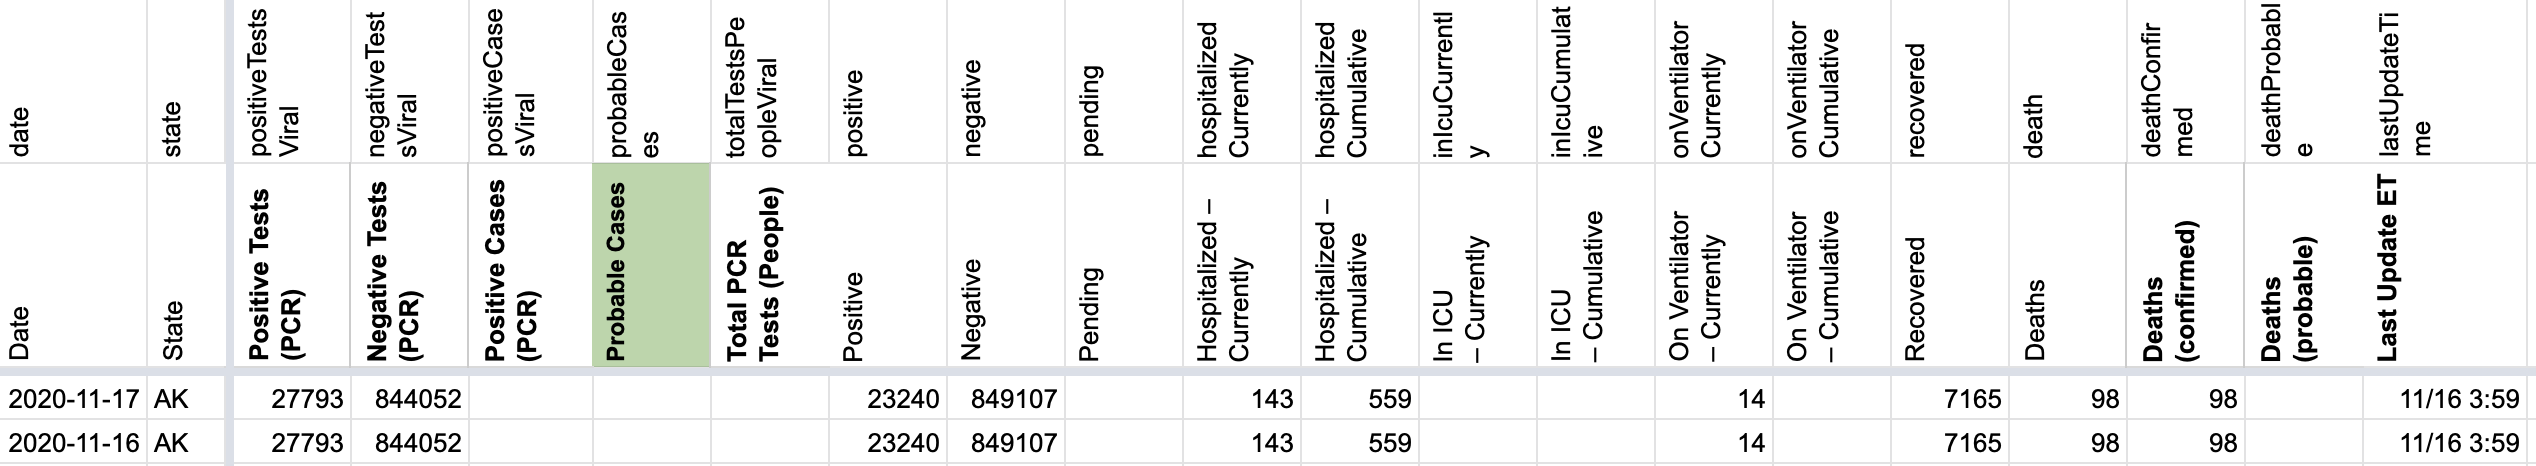 date state positiveTestsViral negativeTestsViral positiveCasesViral probableCases totalTestsPeopleViral positive negative pending hospitalizedCurrently hospitalizedCumulative inIcuCurrently inIcuCumulative onVentilatorCurrently onVentilatorCumulative recovered death deathConfirmed deathProbable lastUpdateTime
Date State Positive Tests (PCR) Negative Tests (PCR) Positive Cases (PCR) Probable Cases Total PCR Tests (People) Positive Negative Pending Hospitalized – Currently Hospitalized – Cumulative In ICU – Currently In ICU – Cumulative On Ventilator – Currently On Ventilator – Cumulative Recovered Deaths Deaths (confirmed) Deaths (probable) Last Update ET
2020-11-17 AK 27793 844052 23240 849107 143 559 14 7165 98 98 11/16 3:59
2020-11-16 AK 27793 844052 23240 849107 143 559 14 7165 98 98 11/16 3:59